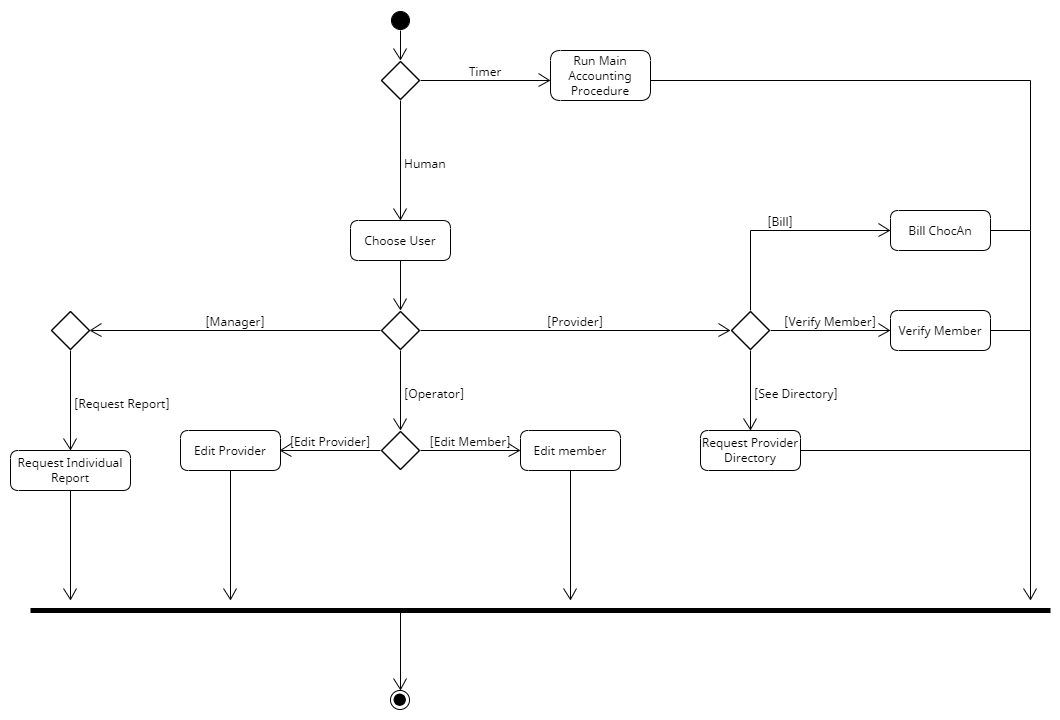 Timer
Run Main
Accounting
Procedure
Human
[Bill]
Choose User
Bill ChocAn
[Manager]
[Provider]
[Verify Member]
Verify Member
[Operator]
[See Directory]
[Request Report]
Edit Provider
[Edit Provider]
[Edit Member]
Edit member
Request Provider
Directory
Request Individual
Report